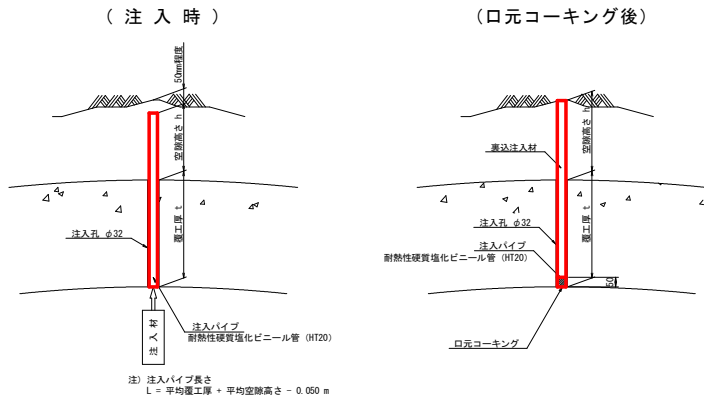 ( 注 入 時 )
50mm程度
空隙高さ h
覆工厚 t
注入孔 φ32
注入パイプ
耐熱性硬質塩化ビニール管 (HT20)
注入材
注) 注入パイプ長さ
L = 平均覆工厚 + 平均空隙高さ - 0.050 m
(口元コーキング後)
空隙高さ h
裏込注入材
覆工厚 t
注入孔 φ32
注入パイプ
耐熱性硬質塩化ビニール管 (HT20)
50
口元コーキング